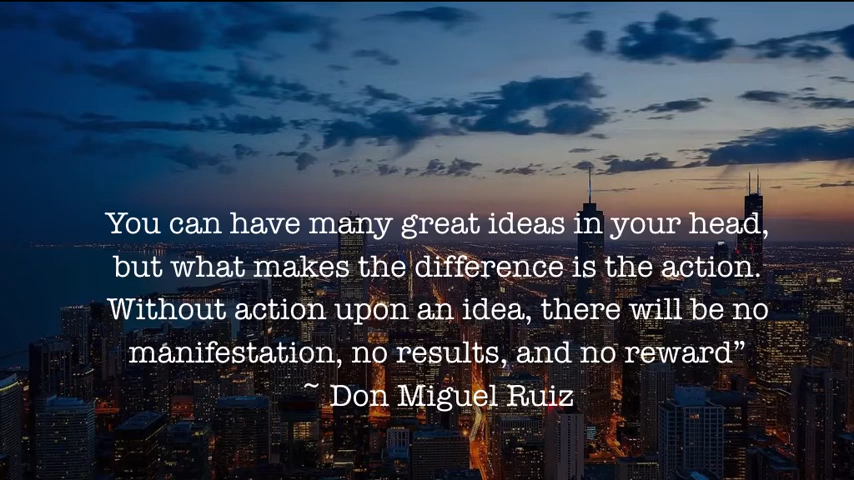 You can have many great ideas in your head,
but what makes the difference is the action.
Without action upon an idea, there will be no
manifestation, no results, and no reward”
~ Don Miguel Ruiz